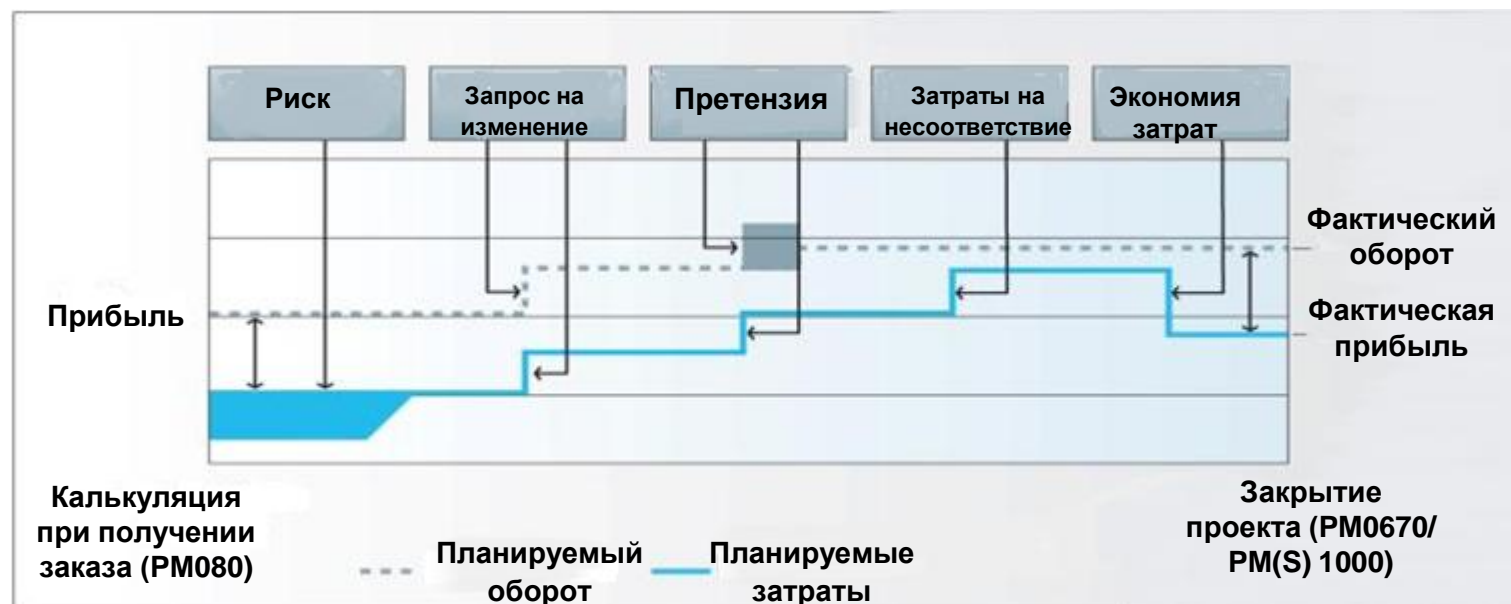 Риск
Запрос на
изменение
Претензия
Затраты на
несоответствие
Экономия
затрат
Прибыль
Фактический
оборот
Фактическая
прибыль
Калькуляция
при получении
заказа (PM080)
Планируемый
оборот
Планируемые
затраты
Закрытие
проекта (PM0670/
PM(S) 1000)